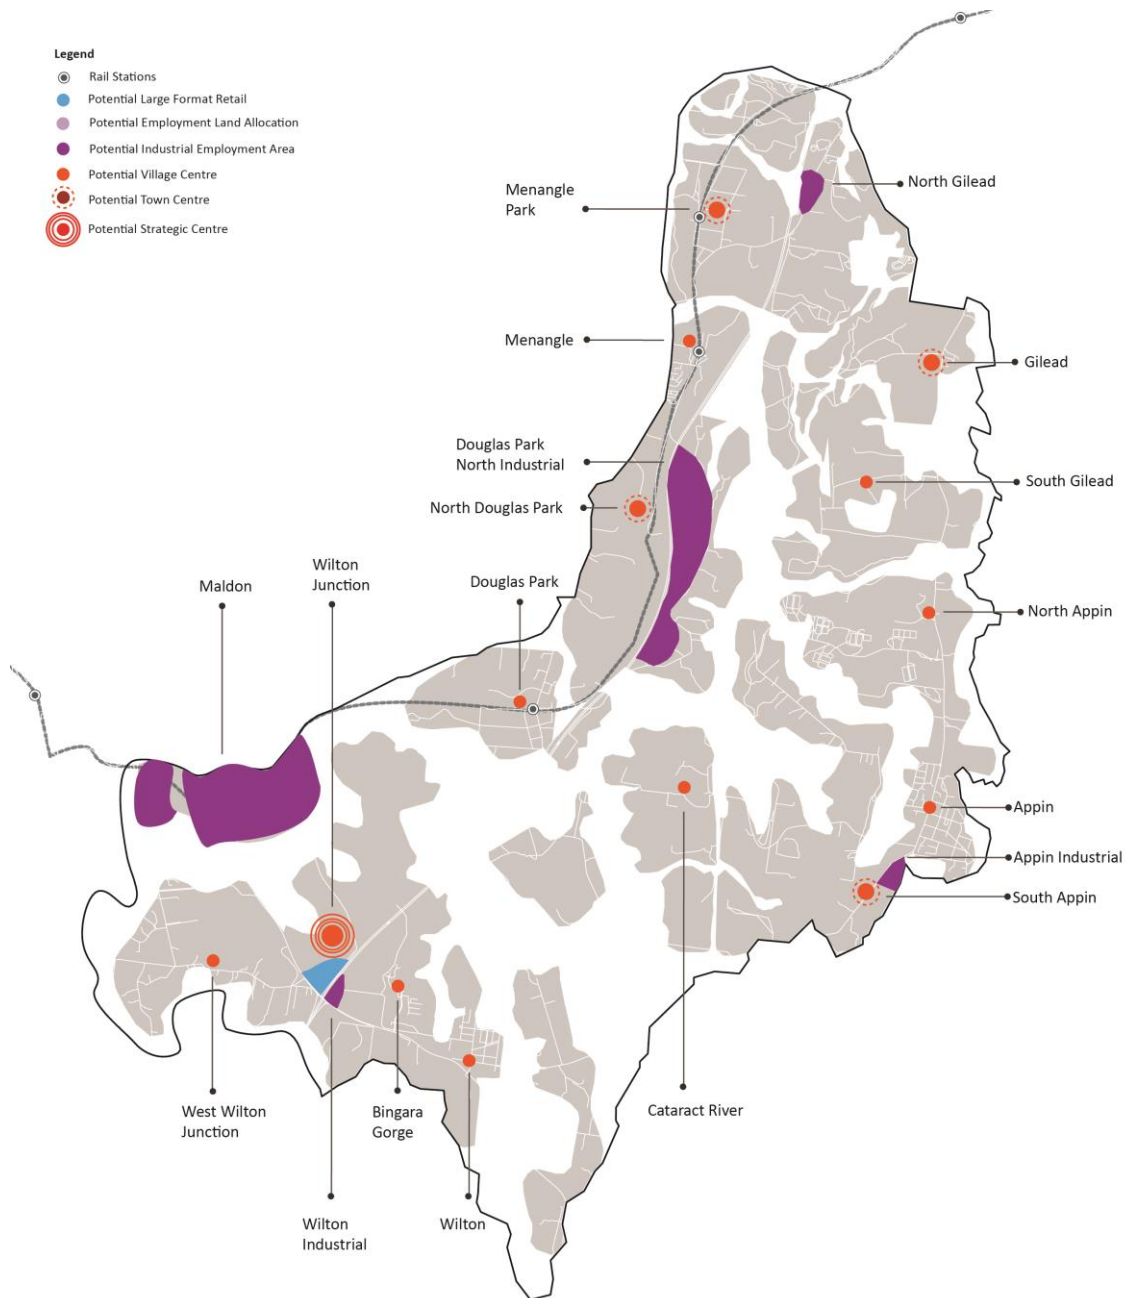 Legend
Rail Stations
Potential Large Format Retail
Potential Employment Land Allocation
Potential Industrial Employment Area
Potential Village Centre
Potential Town Centre
Potential Strategic Centre
North Gilead
Menangle
Park
Menangle
Gilead
Douglas Park
North Industrial
South Gilead
North Douglas Park
Wilton
Junction
Maldon
Douglas Park
North Appin
Appin
Appin Industrial
South Appin
West Wilton
Junction
Bingara
Gorge
Cataract River
Wilton
Industrial
Wilton